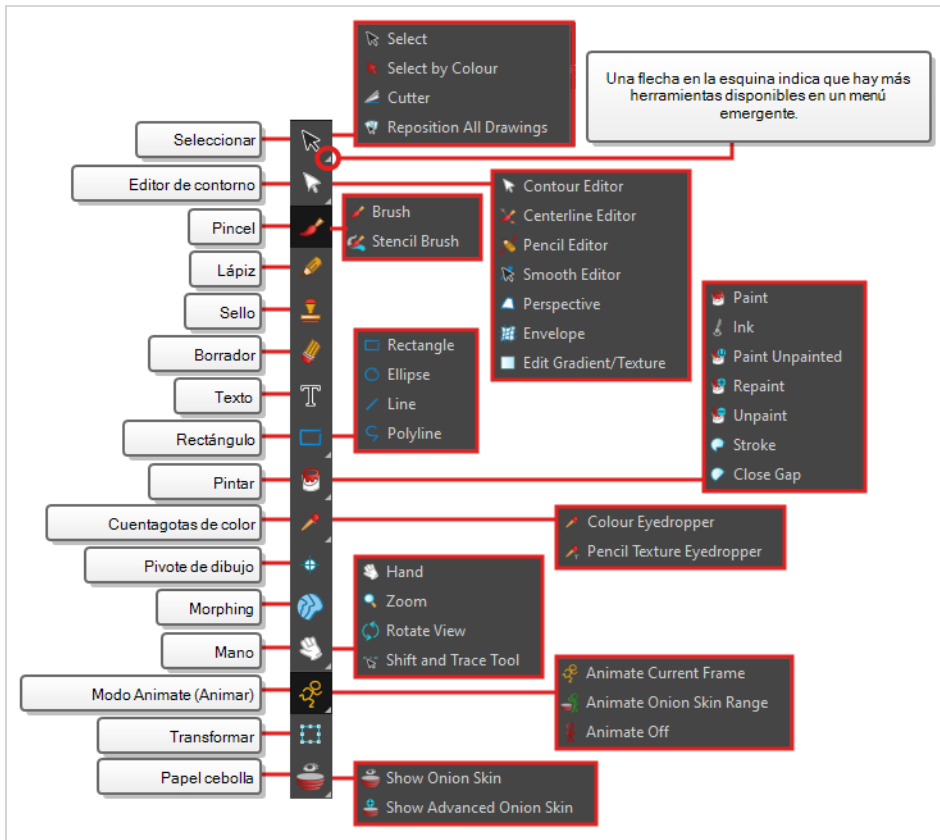 Select
Select by Colour
Cutter
Reposition All Drawings
Una flecha en la esquina indica que hay más
herramientas disponibles en un menú
emergente.
Seleccionar
Editor de contorno
Pincel
Lápiz
Sello
Borrador
Texto
Rectángulo
Pintar
Cuentagotas de color
Pivote de dibujo
Morphing
Mano
Modo Animate (Animar)
Transformar
Papel cebolla
Brush
Stencil Brush
Contour Editor
Centerline Editor
Pencil Editor
Smooth Editor
Perspective
Envelope
Edit Gradient/Texture
Rectangle
Ellipse
Line
Polyline
Paint
Ink
Paint Unpainted
Repaint
Unpaint
Stroke
Close Gap
Colour Eyedropper
Pencil Texture Eyedropper
Hand
Zoom
Rotate View
Shift and Trace Tool
Animate Current Frame
Animate Onion Skin Range
Animate Off
Show Onion Skin
Show Advanced Onion Skin